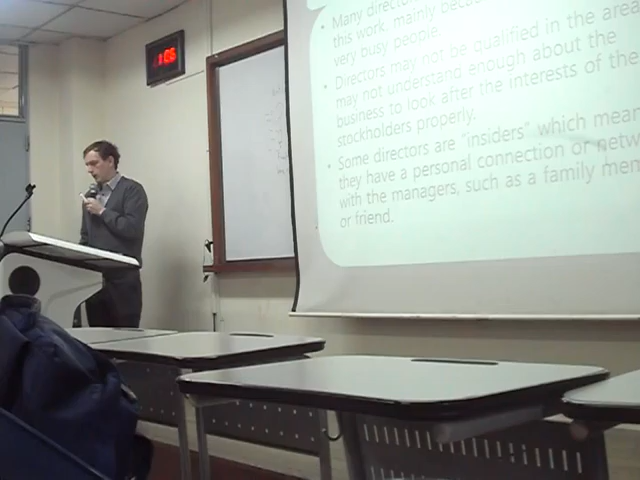 Many direct
this work, mainly
very busy people.
Directors may not be qualified in the area
may not understand enough about the
business to look after the interests of the
stockholders properly.
Some directors are "insiders" which mean
they have a personal connection or netw
with the managers, such as a family mem
or friend.